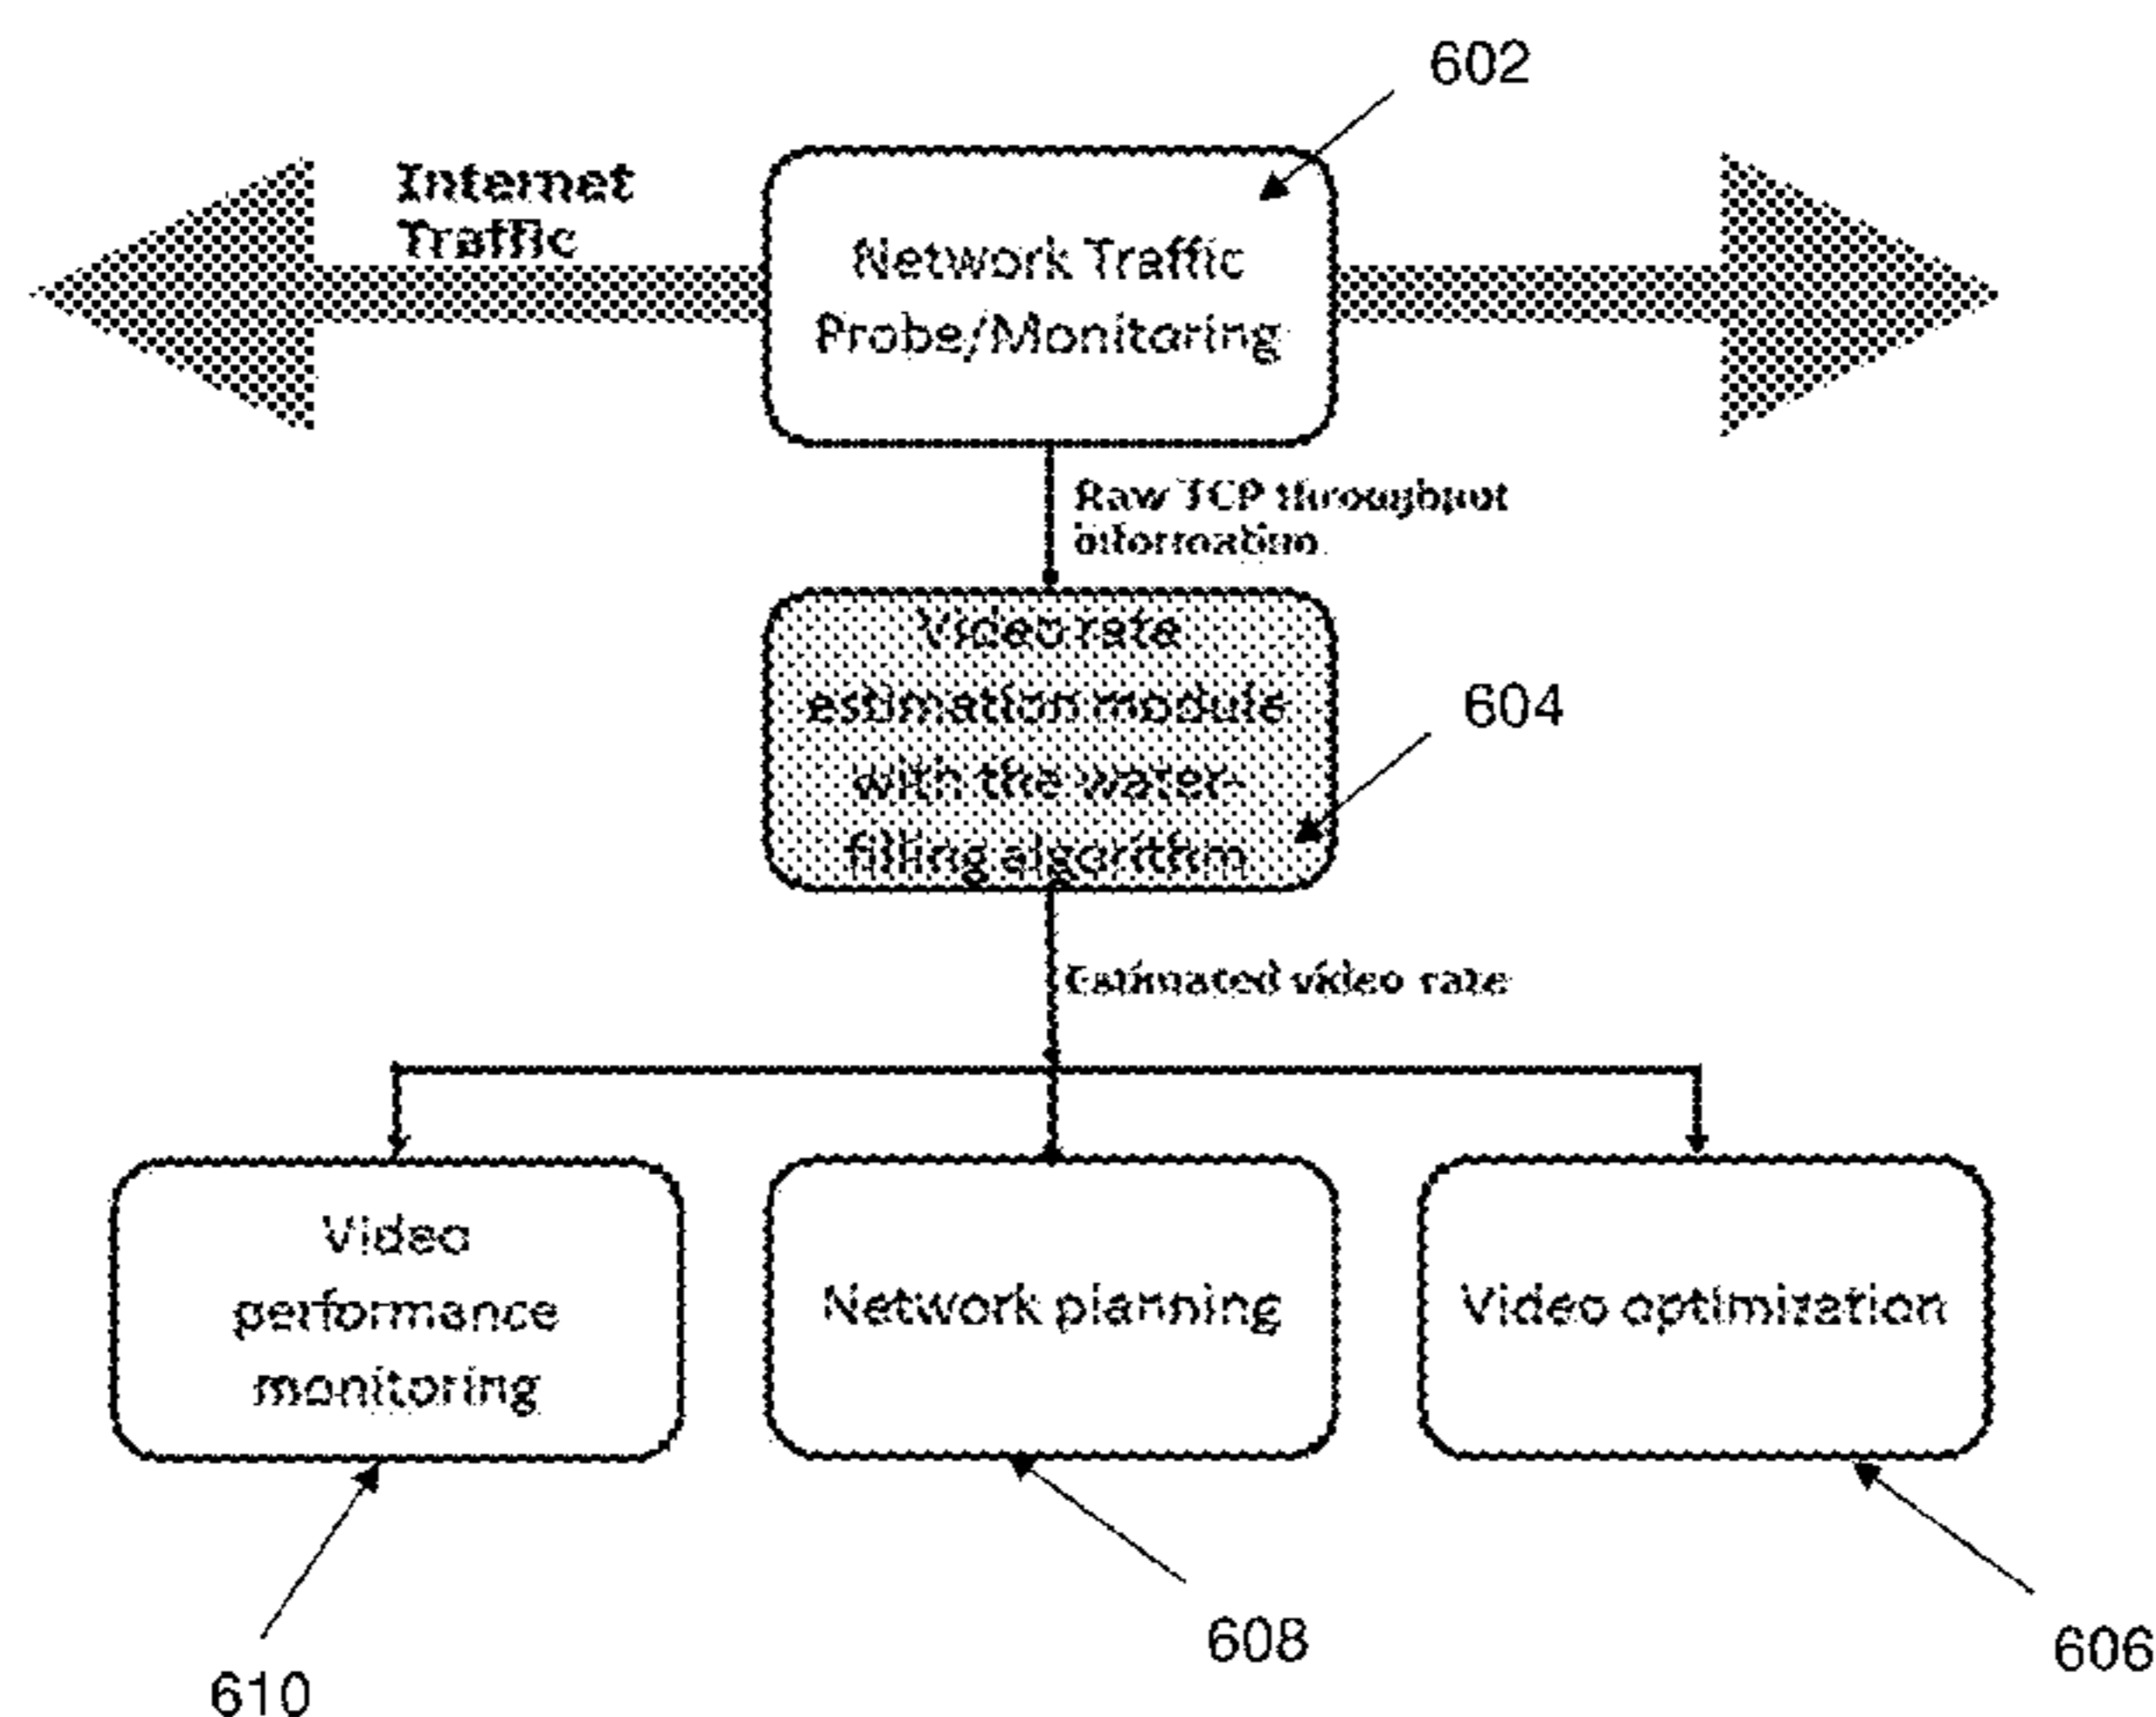 602
Internet
Traffic
Network Traffic
Probe/Monitoring
Raw TCP throughput
information
Video rate
estimation module
with the water-
filling algorithm
604
Estimated video rate
Video
performance
monitoring
Network planning
Video optimization
610
608
606